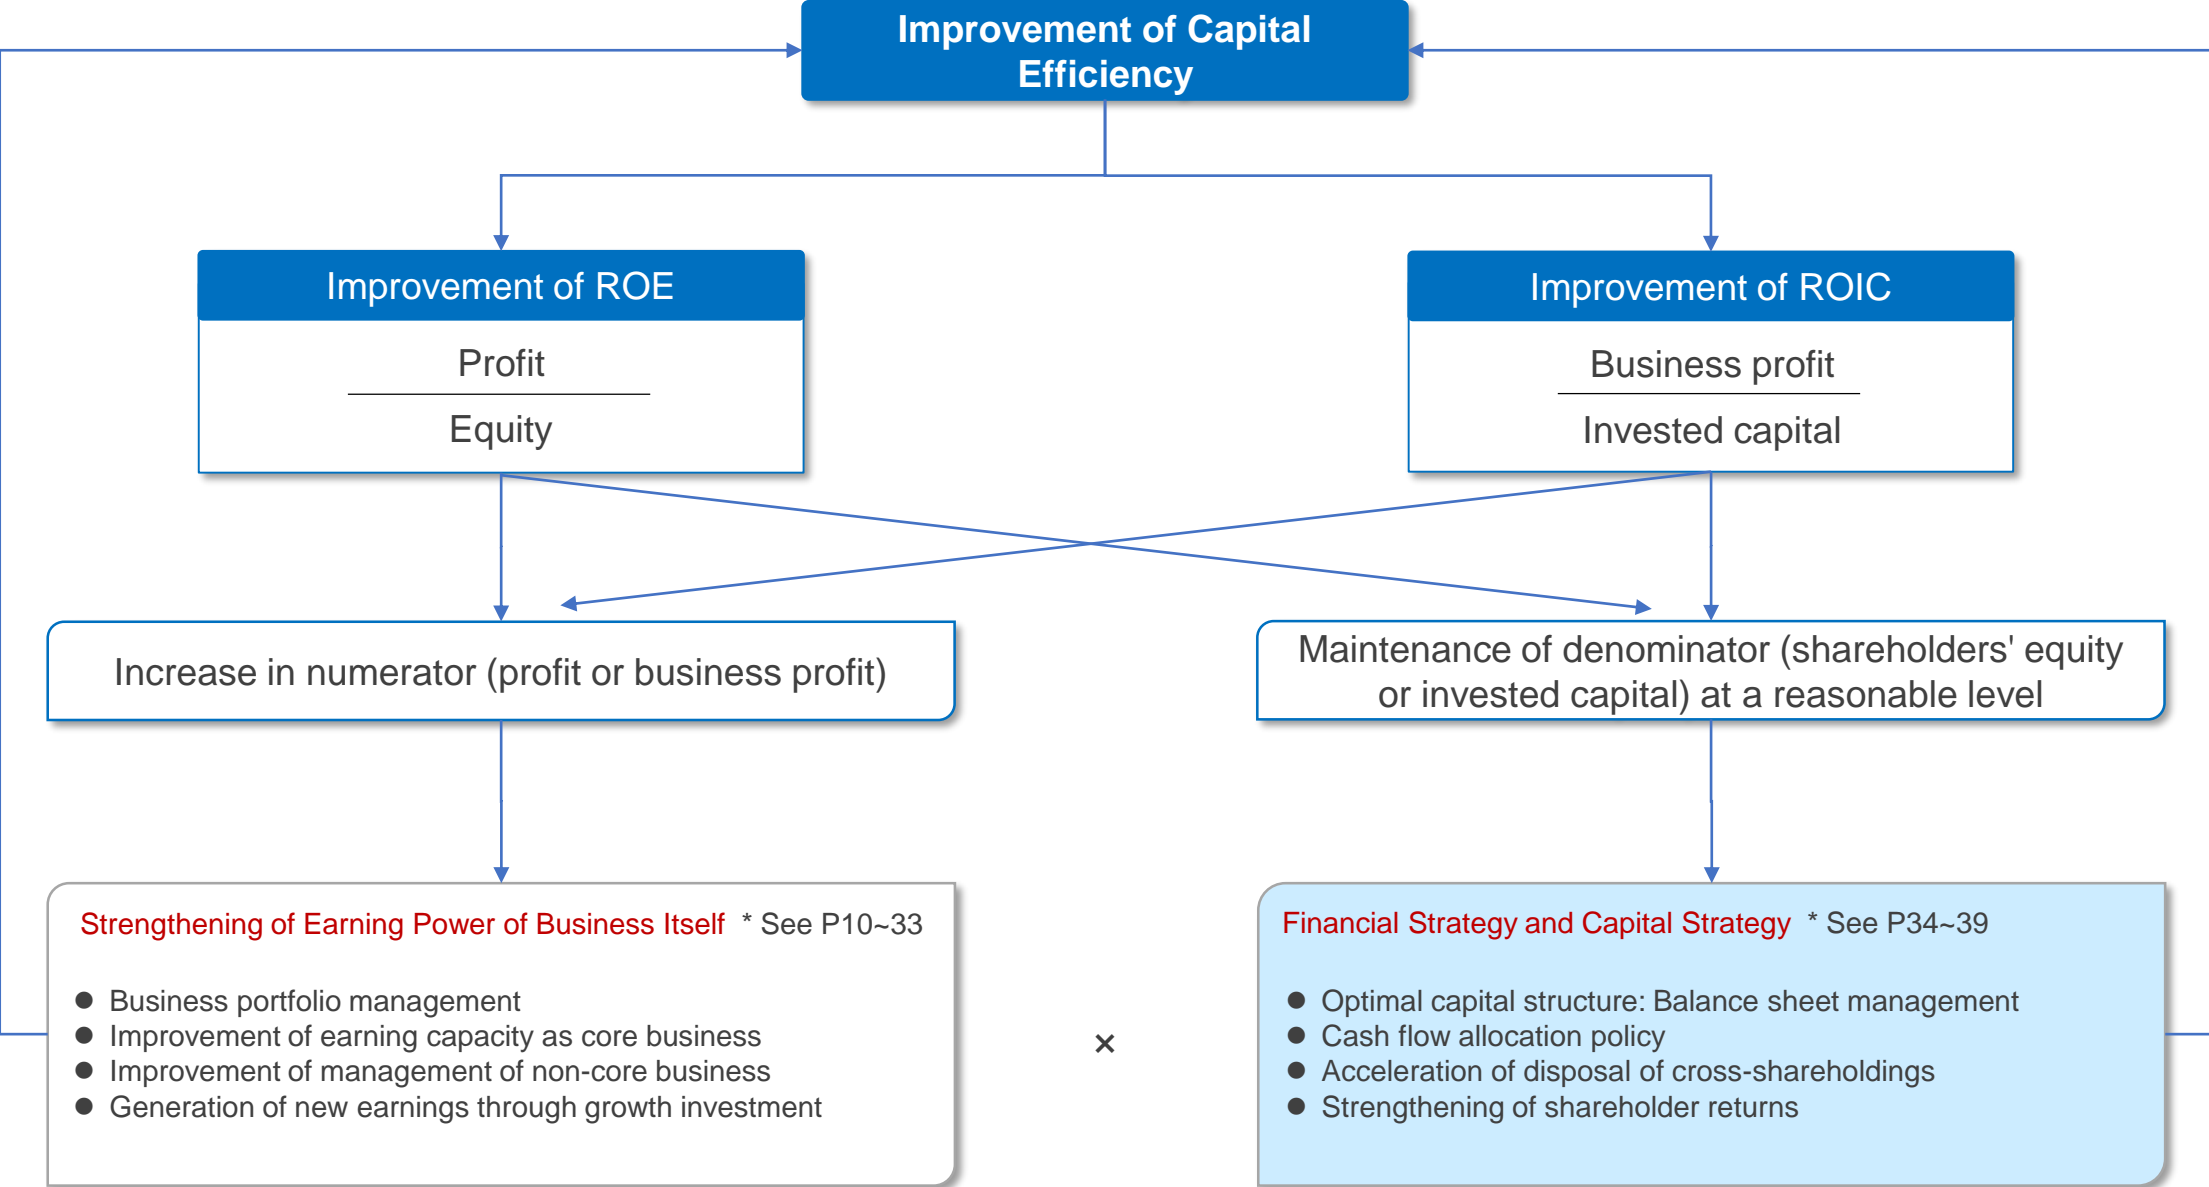 Improvement of Capital
Efficiency
Improvement of ROE
Profit
Equity
Improvement of ROIC
Business profit
Invested capital
Increase in numerator (profit or business profit)
Maintenance of denominator (shareholders' equity
or invested capital) at a reasonable level
Strengthening of Earning Power of Business Itself * See P10~33
● Business portfolio management
● Improvement of earning capacity as core business
● Improvement of management of non-core business
● Generation of new earnings through growth investment
×
Financial Strategy and Capital Strategy * See P34~39
● Optimal capital structure: Balance sheet management
● Cash flow allocation policy
● Acceleration of disposal of cross-shareholdings
● Strengthening of shareholder returns